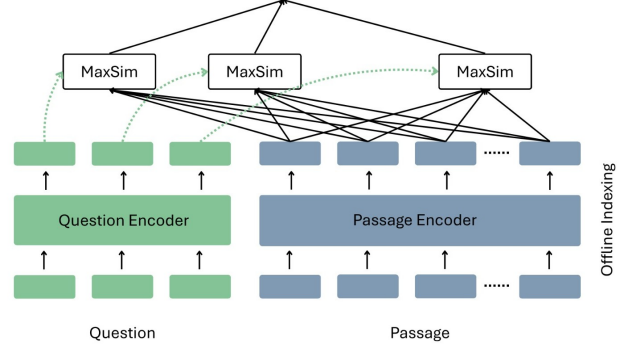 MaxSim
MaxSim
MaxSim
......
Question Encoder
Passage Encoder
Offline Indexing
......
Question
Passage